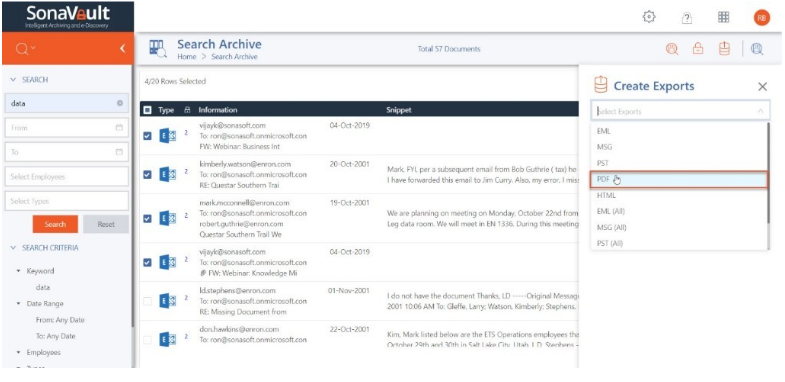 SonaVault
Intelligent Archiving and e-Discovery
RB
Search Archive
Home > Search Archive
Total 57 Documents
SEARCH
data
From
To
Select Employees
Select Types
Search Reset
SEARCH CRITERIA
Keyword
data
Date Range
From: Any Date
To: Any Date
Employees
4/20 Rows Selected
Type Information Snippet
vijayk@sonasoft.com 04-Oct-2019
2 To: ron@sonasoft.onmicrosoft.con
FW: Webinar: Business Int
kimberly.watson@enron.com 26-Oct-2001
2 To: ron@sonasoft.onmicrosoft.con
RE: Questar Southern Trai
Mark, FYI, per a subsequent email from Bob Guthrie ( tax) he
I have forwarded this email to Jim Curry. Also, my error, I miss
mark.mcconnell@enron.com 19-Oct-2001
2 To: ron@sonasoft.onmicrosoft.con
robert.guthrie@enron.com
Questar Southern Trail We
We are planning on meeting on Monday, October 22nd from
Leg data room. We will meet in EN 1336. During this meeting
vijayk@sonasoft.com 04-Oct-2019
2 To: ron@sonasoft.onmicrosoft.con
FW: Webinar: Knowledge Mi
ld.stephens@enron.com 01-Nov-2001
2 To: ron@sonasoft.onmicrosoft.con
RE: Missing Document from
I do not have the document Thanks, LD -----Original Messag
2001 10:06 AM To: Gleffe, Larry; Watson, Kimberly; Stephens,
don.hawkins@enron.com 22-Oct-2001
2 To: ron@sonasoft.onmicrosoft.con
Kim, Mark listed below are the ETS Operations employees tha
October 29th and 30th in Salt Lake City, Utah. L.D. Stephens -
Create Exports
Select Exports
EML
MSG
PST
PDF
HTML
EML (All)
MSG (All)
PST (All)